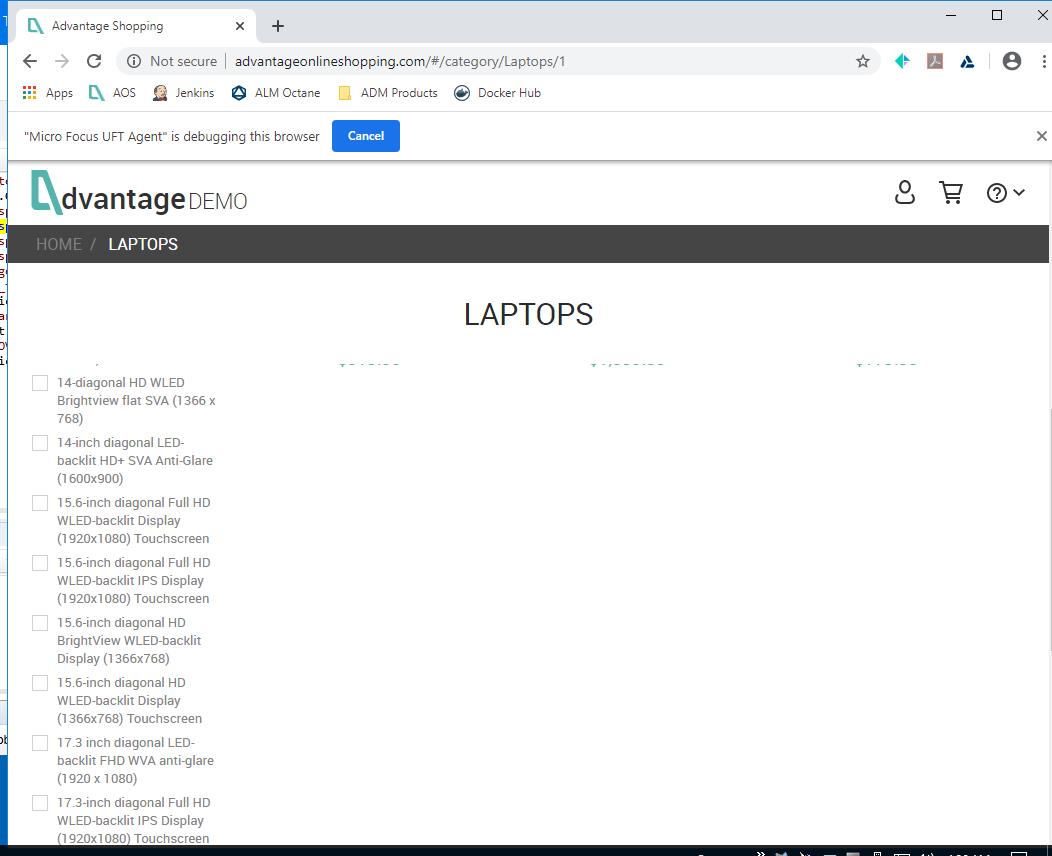 Advantage Shopping
Not secure
advantageonlineshopping.com/#/category/Laptops/1
Apps
AOS
Jenkins
ALM Octane
ADM Products
Docker Hub
"Micro Focus UFT Agent" is debugging this browser
Cancel
dvantage DEMO
HOME / LAPTOPS
LAPTOPS
14-diagonal HD WLED
Brightview flat SVA (1366 x
768)
14-inch diagonal LED-
backlit HD+ SVA Anti-Glare
(1600x900)
15.6-inch diagonal Full HD
WLED-backlit Display
(1920x1080) Touchscreen
15.6-inch diagonal Full HD
WLED-backlit IPS Display
(1920x1080) Touchscreen
15.6-inch diagonal HD
BrightView WLED-backlit
Display (1366x768)
15.6-inch diagonal HD
WLED-backlit Display
(1366x768) Touchscreen
17.3 inch diagonal LED-
backlit FHD WVA anti-glare
(1920 x 1080)
17.3-inch diagonal Full HD
WLED-backlit IPS Display
(1920x1080) Touchscreen